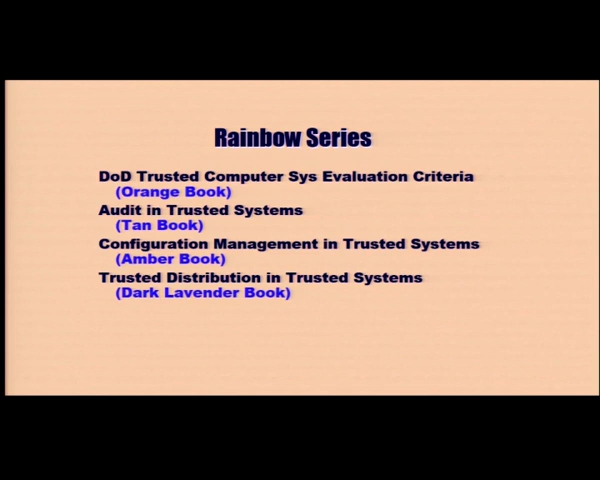 Rainbow Series
DoD Trusted Computer Sys Evaluation Criteria
(Orange Book)
Audit in Trusted Systems
(Tan Book)
Configuration Management in Trusted Systems
(Amber Book)
Trusted Distribution in Trusted Systems
(Dark Lavender Book)